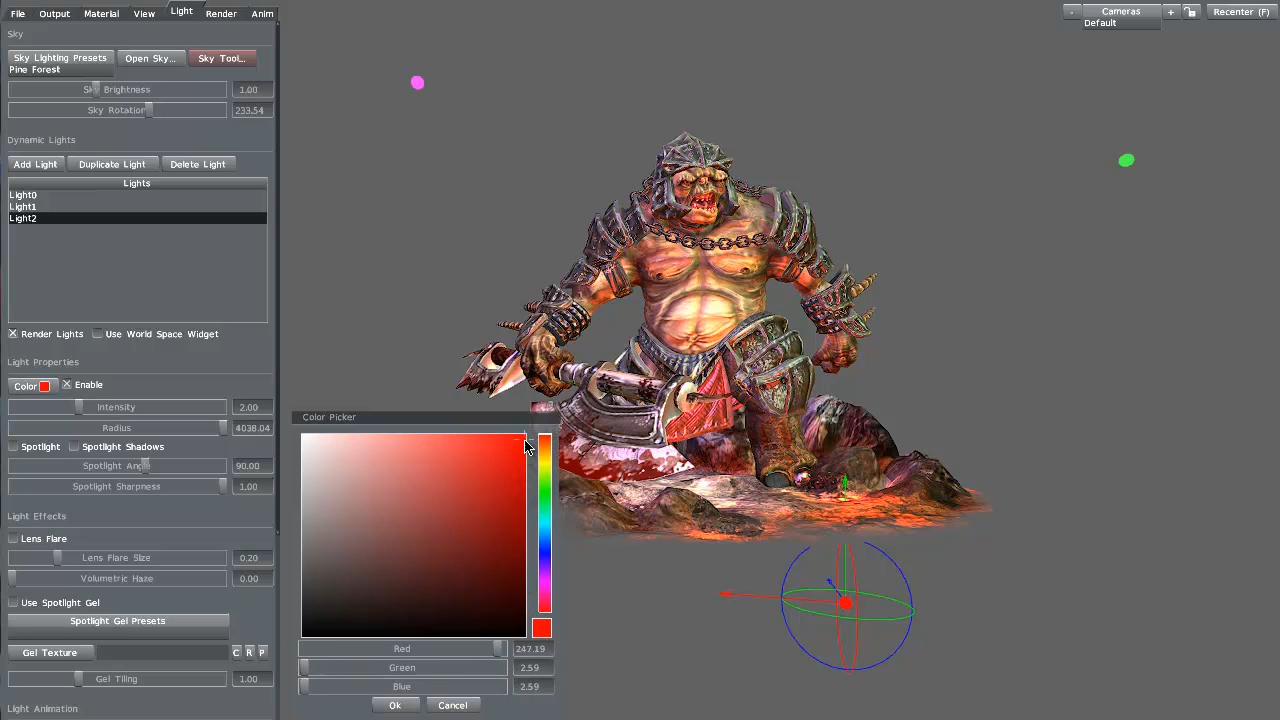 File Output Material View Light Render Anim
- Cameras + Recenter (F)
Default
Sky
Sky Lighting Presets Open Sky... Sky Tool...
Pine Forest
Sky Brightness 1.00
Sky Rotation 233.54
Dynamic Lights
Add Light Duplicate Light Delete Light
Lights
Light0
Light1
Light2
Render Lights Use World Space Widget
Light Properties
Color Enable
Intensity 2.00
Radius 4038.04
Spotlight Spotlight Shadows
Spotlight Angle 90.00
Spotlight Sharpness 1.00
Light Effects
Lens Flare
Lens Flare Size 0.20
Volumetric Haze 0.00
Use Spotlight Gel
Spotlight Gel Presets
Gel Texture C R P
Gel Tiling 1.00
Light Animation
Color Picker
Red 247.19
Green 2.59
Blue 2.59
Ok Cancel